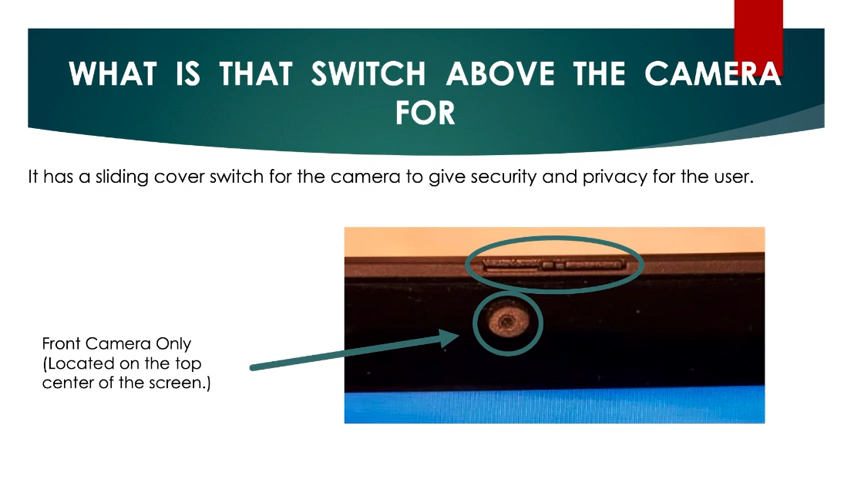 WHAT IS THAT SWITCH ABOVE THE CAMERA
FOR
It has a sliding cover switch for the camera to give security and privacy for the user.
Front Camera Only
(Located on the top
center of the screen.)